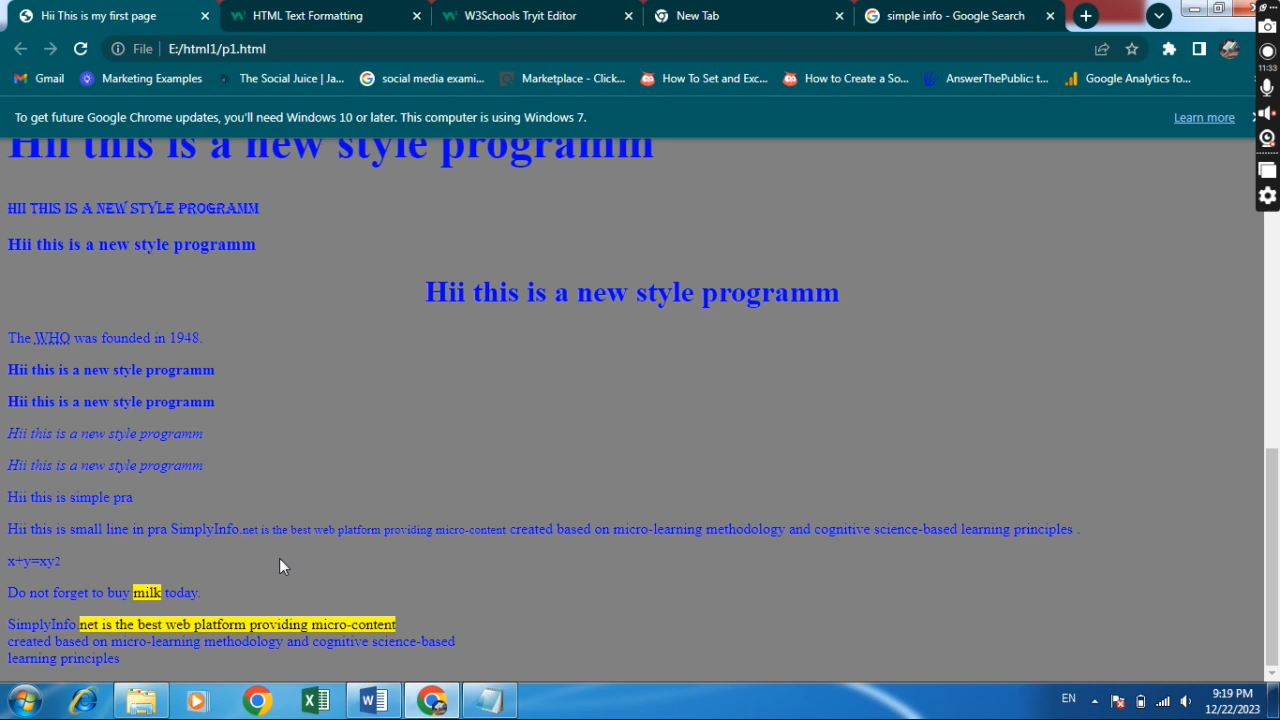 Hii This is my first page
HTML Text Formatting
W3Schools Tryit Editor
New Tab
simple info - Google Search
File
E:/html1/p1.html
Gmail
Marketing Examples
The Social Juice | Ja...
social media exami...
Marketplace - Click...
How To Set and Exc...
How to Create a So...
AnswerThePublic: t...
Google Analytics fo...
11:33
To get future Google Chrome updates, you'll need Windows 10 or later. This computer is using Windows 7.
Learn more
Hii this is a new style programm
HII THIS IS A NEW STYLE PROGRAMM
Hii this is a new style programm
Hii this is a new style programm
The WHO was founded in 1948.
Hii this is a new style programm
Hii this is a new style programm
Hii this is a new style programm
Hii this is a new style programm
Hii this is simple pra
Hii this is small line in pra SimplyInfo.net is the best web platform providing micro-content created based on micro-learning methodology and cognitive science-based learning principles .
x+y=xy2
Do not forget to buy milk today.
SimplyInfo.net is the best web platform providing micro-content
created based on micro-learning methodology and cognitive science-based
learning principles
EN
9:19 PM
12/22/2023